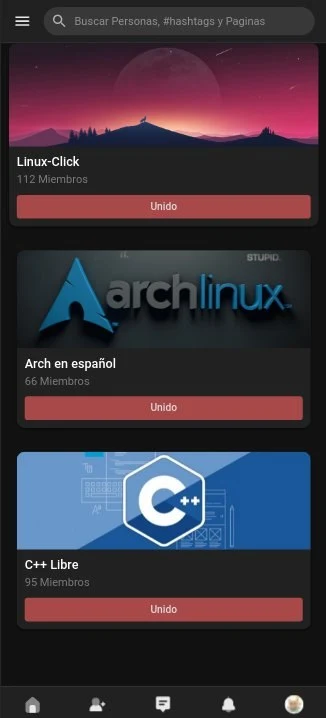 Buscar Personas, #hashtags y Paginas
Linux-Click
112 Miembros
Unido
STUPID.
archlinux
Arch en español
66 Miembros
Unido
C++
C++ Libre
95 Miembros
Unido